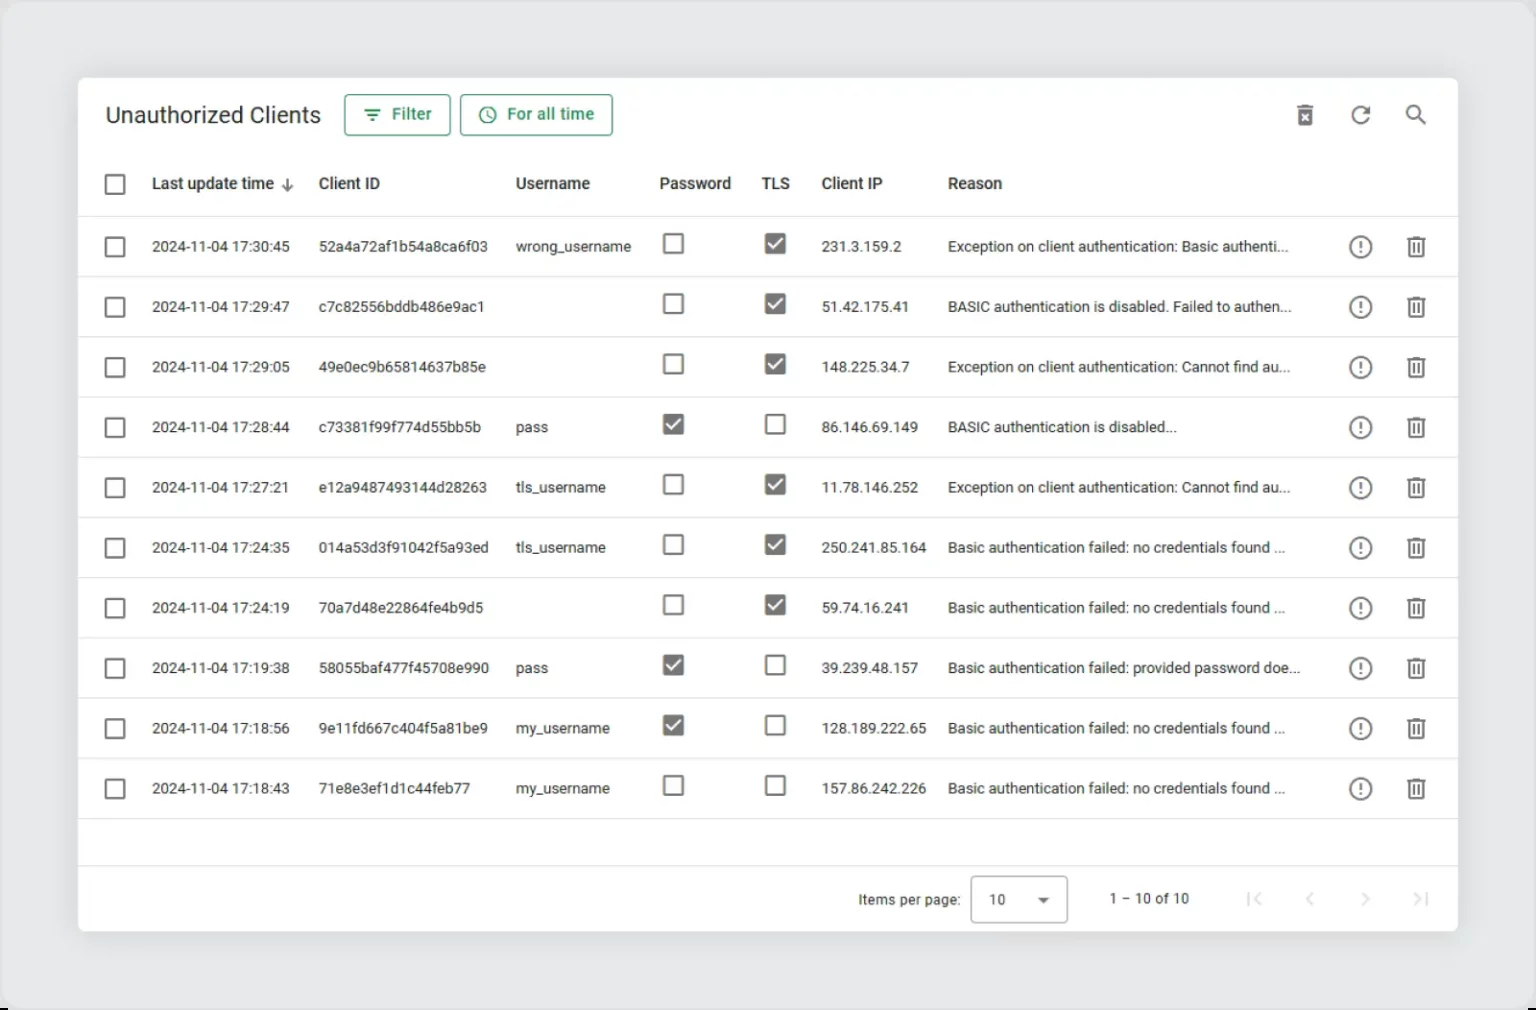 Unauthorized Clients Filter For all time
Last update time Client ID Username Password TLS Client IP Reason
2024-11-04 17:30:45 52a4a72af1b54a8ca6f03 wrong_username 231.3.159.2 Exception on client authentication: Basic authenti...
2024-11-04 17:29:47 c7c82556bddb486e9ac1 51.42.175.41 BASIC authentication is disabled. Failed to authen...
2024-11-04 17:29:05 49e0ec9b65814637b85e 148.225.34.7 Exception on client authentication: Cannot find au...
2024-11-04 17:28:44 c73381f99f774d55bb5b pass 86.146.69.149 BASIC authentication is disabled...
2024-11-04 17:27:21 e12a9487493144d28263 tls_username 11.78.146.252 Exception on client authentication: Cannot find au...
2024-11-04 17:24:35 014a53d3f91042f5a93ed tls_username 250.241.85.164 Basic authentication failed: no credentials found ...
2024-11-04 17:24:19 70a7d48e22864fe4b9d5 59.74.16.241 Basic authentication failed: no credentials found ...
2024-11-04 17:19:38 58055baf477f45708e990 pass 39.239.48.157 Basic authentication failed: provided password doe...
2024-11-04 17:18:56 9e11fd667c404f5a81be9 my_username 128.189.222.65 Basic authentication failed: no credentials found ...
2024-11-04 17:18:43 71e8e3ef1d1c44feb77 my_username 157.86.242.226 Basic authentication failed: no credentials found ...
Items per page: 10 1 – 10 of 10